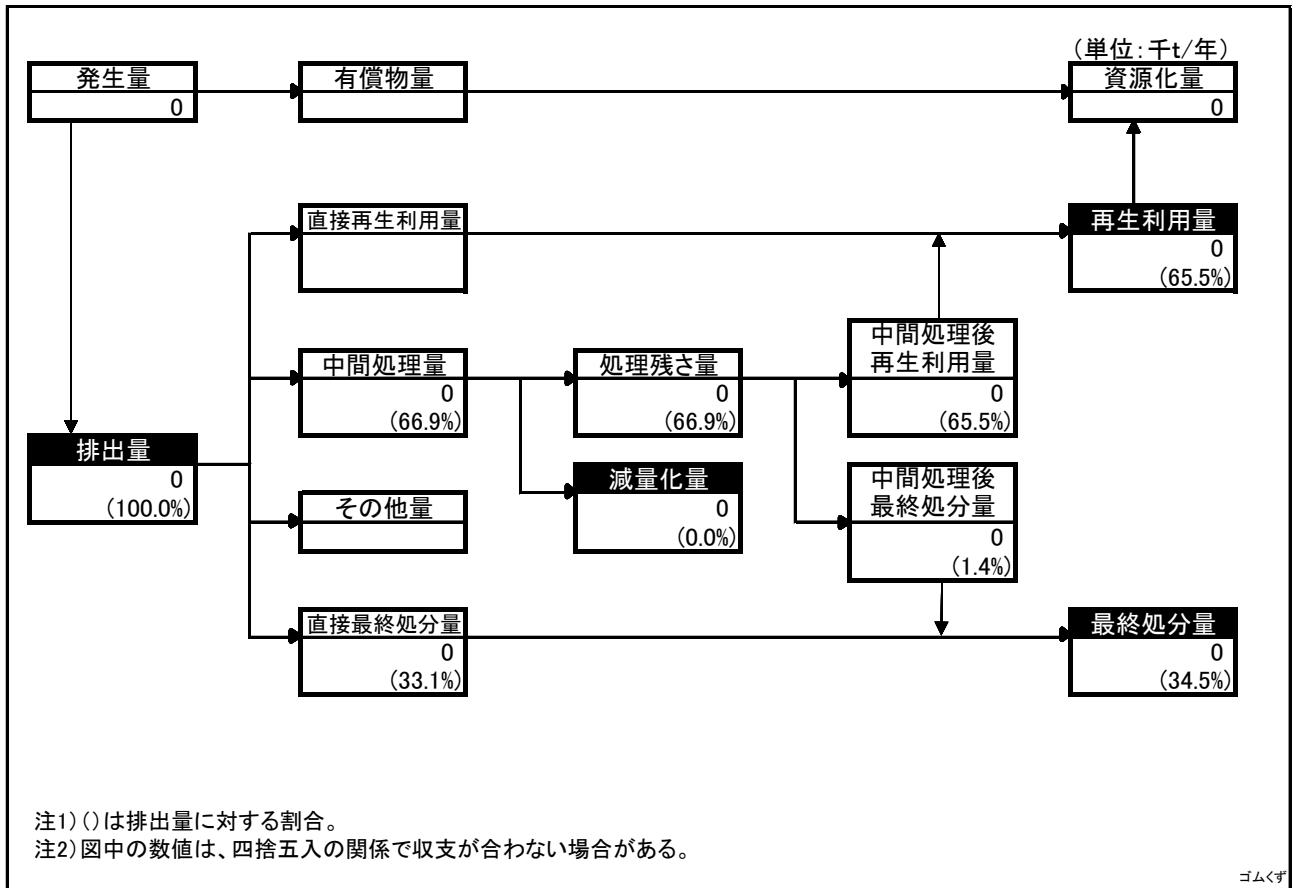 （単位：千t/年）
発生量
0
有償物量
資源化量
0
直接再生利用量
再生利用量
0
（65.5%）
中間処理量
0
（66.9%）
処理残さ量
0
（66.9%）
中間処理後
再生利用量
0
（65.5%）
排出量
0
（100.0%）
減量化量
0
（0.0%）
その他量
中間処理後
最終処分量
0
（1.4%）
直接最終処分量
0
（33.1%）
最終処分量
0
（34.5%）
注1）（）は排出量に対する割合。
注2）図中の数値は、四捨五入の関係で収支が合わない場合がある。
ゴムくず